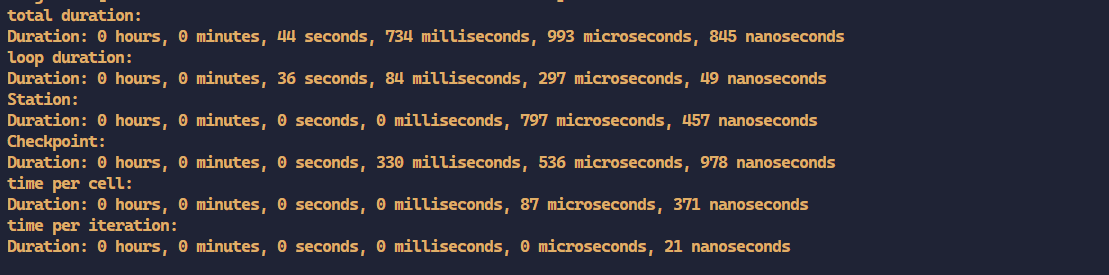 total duration:
Duration: 0 hours, 0 minutes, 44 seconds, 734 milliseconds, 993 microseconds, 845 nanoseconds
loop duration:
Duration: 0 hours, 0 minutes, 36 seconds, 84 milliseconds, 297 microseconds, 49 nanoseconds
Station:
Duration: 0 hours, 0 minutes, 0 seconds, 0 milliseconds, 797 microseconds, 457 nanoseconds
Checkpoint:
Duration: 0 hours, 0 minutes, 0 seconds, 330 milliseconds, 536 microseconds, 978 nanoseconds
time per cell:
Duration: 0 hours, 0 minutes, 0 seconds, 0 milliseconds, 87 microseconds, 371 nanoseconds
time per iteration:
Duration: 0 hours, 0 minutes, 0 seconds, 0 milliseconds, 0 microseconds, 21 nanoseconds